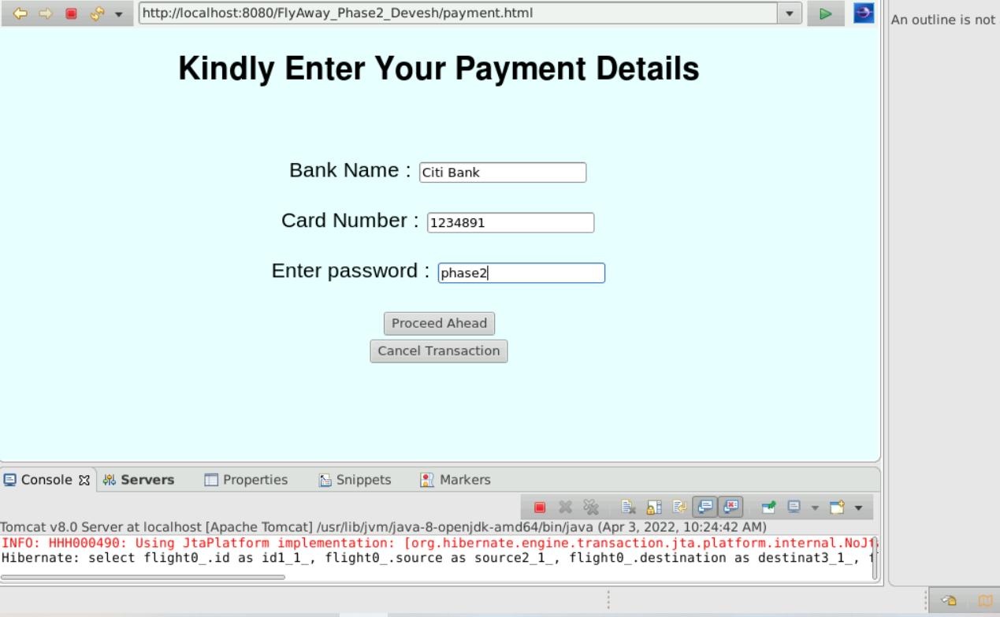 http://localhost:8080/FlyAway_Phase2_Devesh/payment.html
An outline is not
Kindly Enter Your Payment Details
Bank Name : Citi Bank
Card Number : 1234891
Enter password : phase2
Proceed Ahead
Cancel Transaction
Console Servers Properties Snippets Markers
Tomcat v8.0 Server at localhost [Apache Tomcat] /usr/lib/jvm/java-8-openjdk-amd64/bin/java (Apr 3, 2022, 10:24:42 AM)
INFO: HHH000490: Using JtaPlatform implementation: [org.hibernate.engine.transaction.jta.platform.internal.NoJt
Hibernate: select flight0_.id as id1_1_, flight0_.source as source2_1_, flight0_.destination as destinat3_1_, f